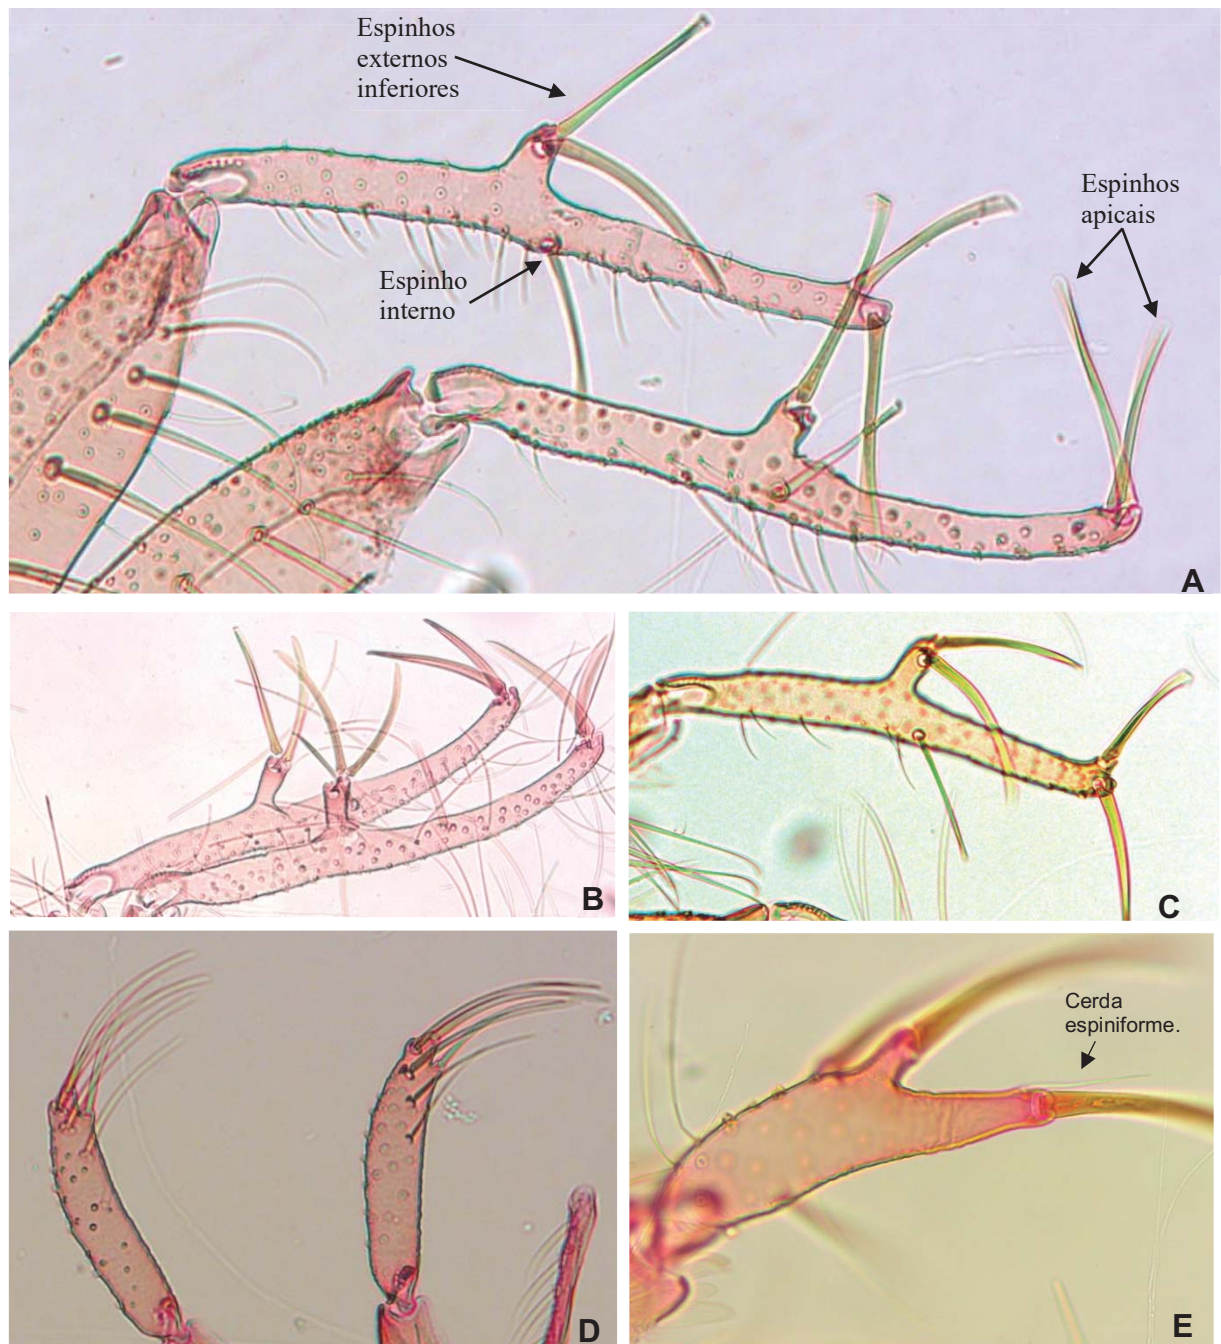 Espinhos
externos
inferiores
Espinhos
apicais
Espinho
interno
A
B
C
Cerda
espiniforme.
D
E